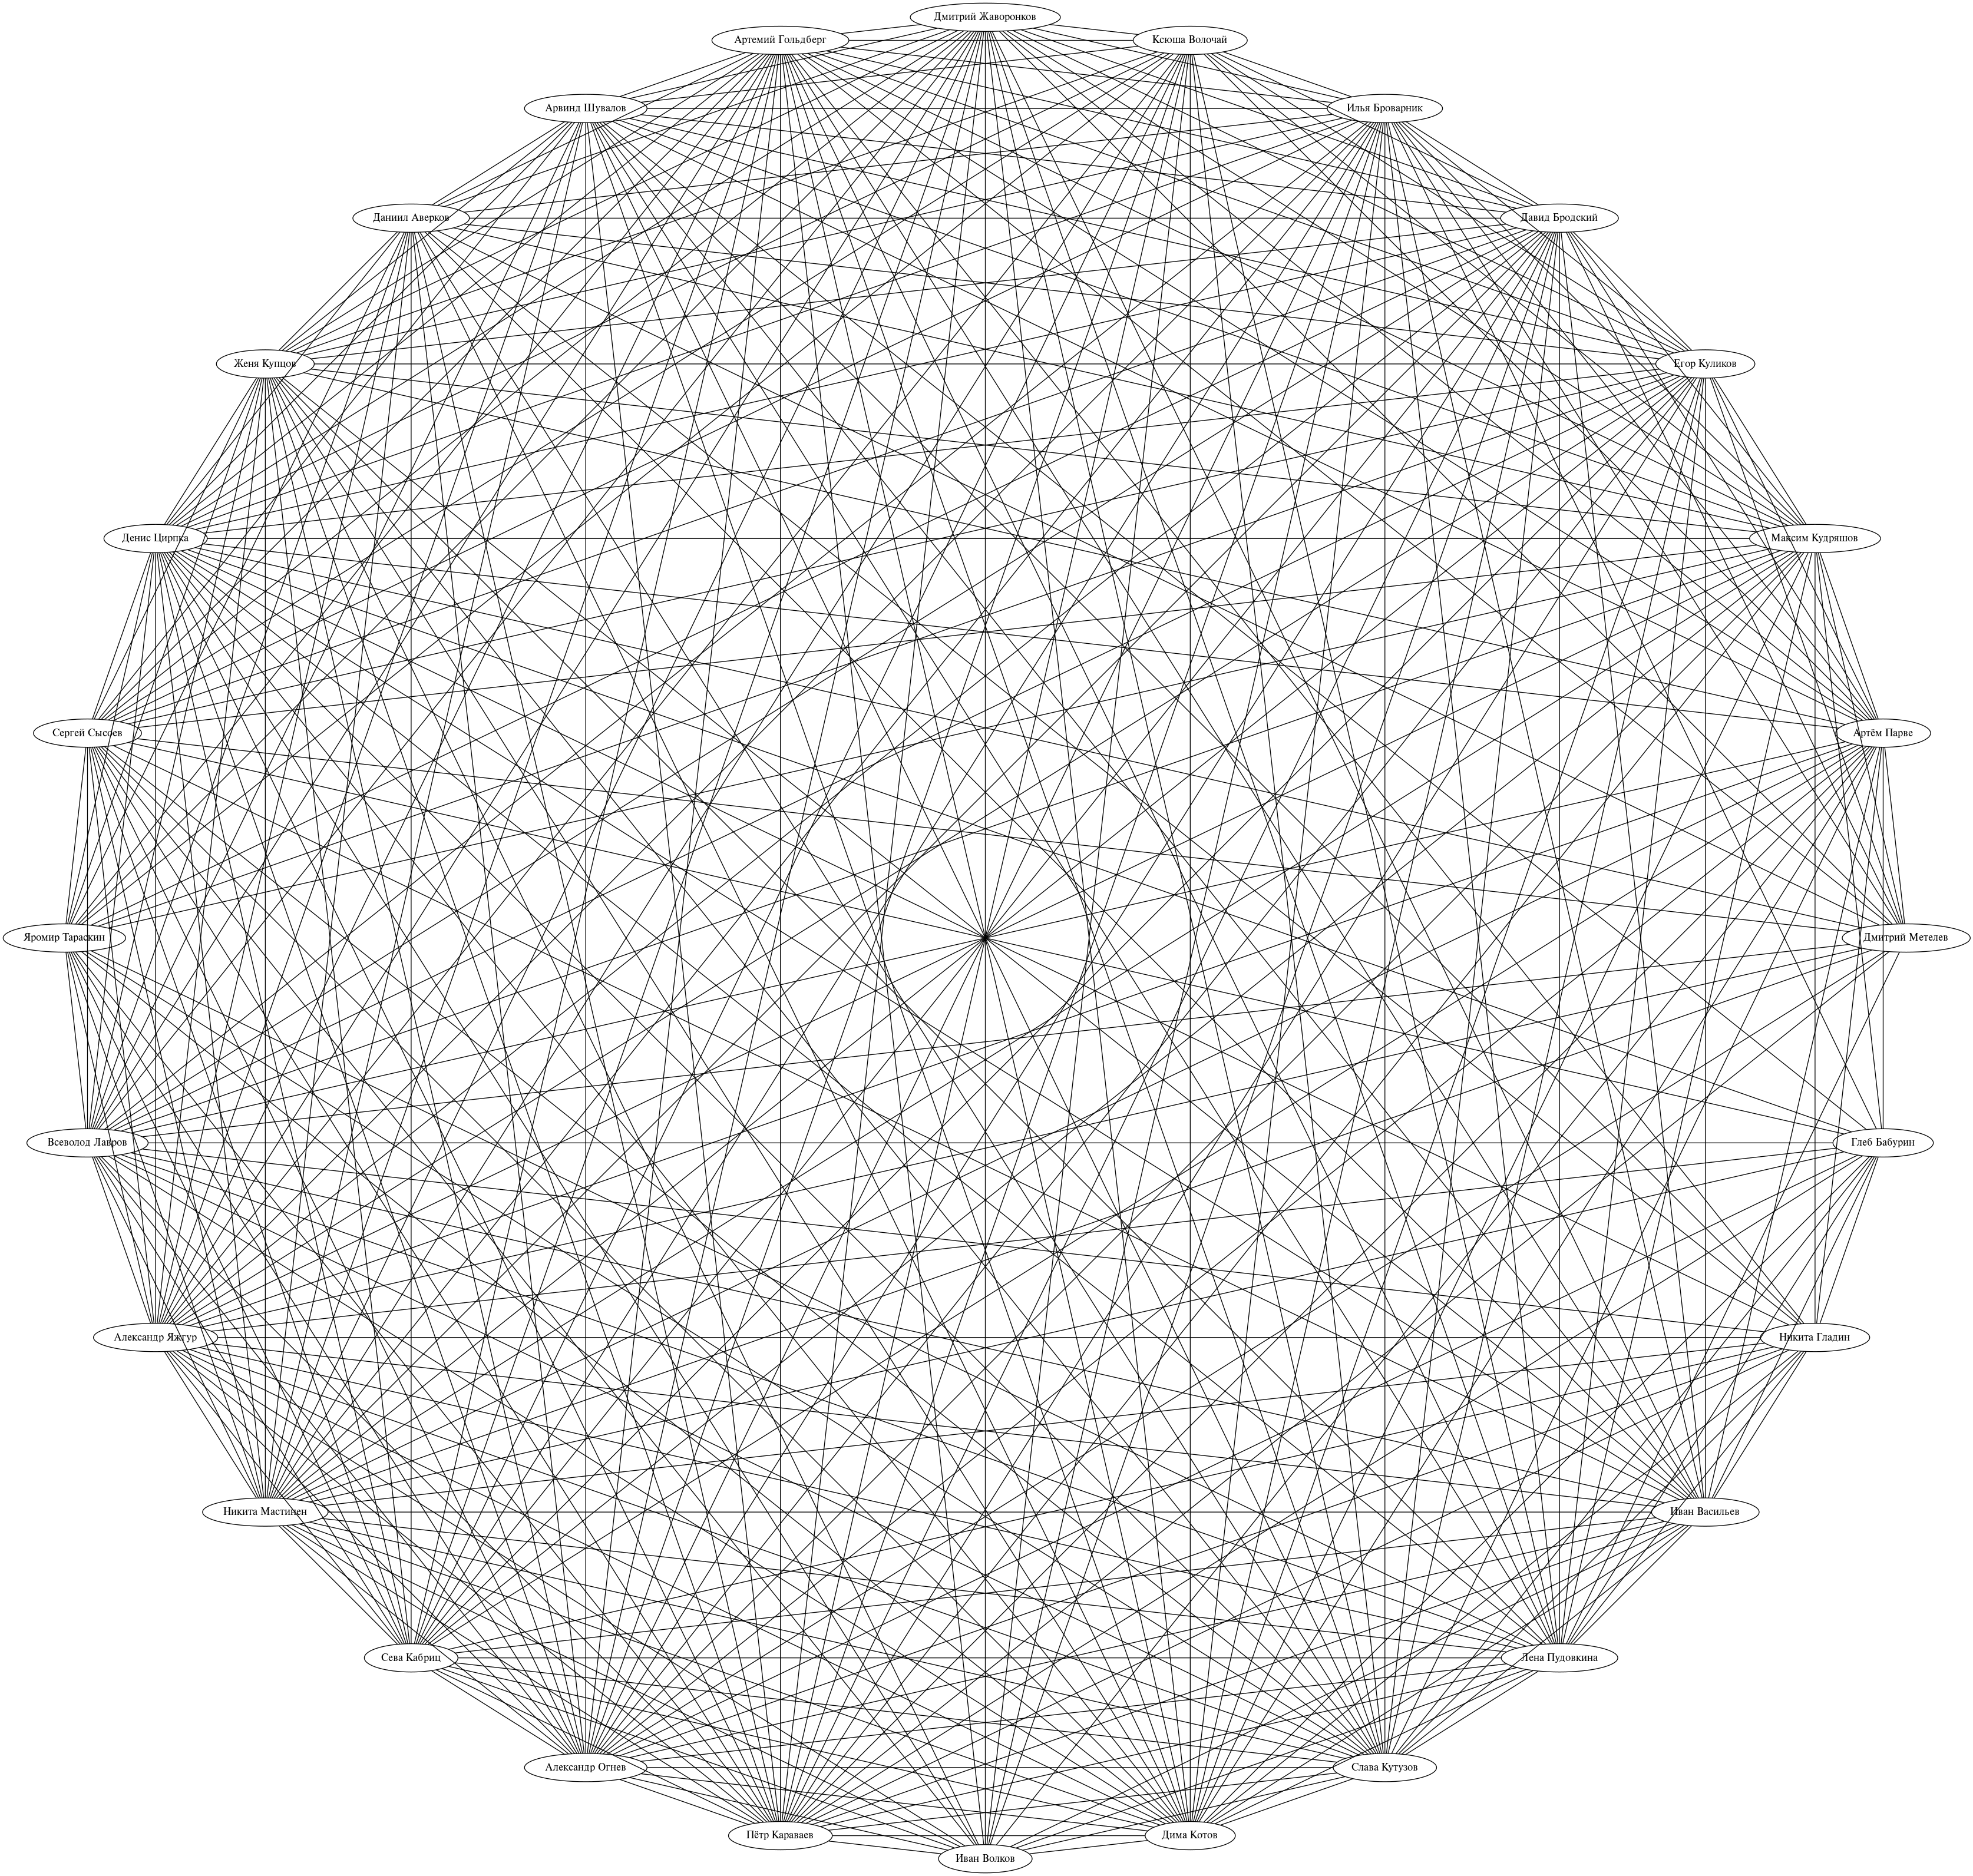 Дмитрий Жаворонков
Артемий Гольдберг
Ксюша Волочай
Арвинд Шувалов
Илья Броварник
Даниил Аверков
Давид Бродский
Женя Купцов
Егор Куликов
Денис Цирпка
Максим Кудряшов
Сергей Сысоев
Артём Парве
Яромир Тараскин
Дмитрий Метелев
Всеволод Лавров
Глеб Бабурин
Александр Яжгур
Никита Гладин
Никита Мастинен
Иван Васильев
Сева Кабриц
Лена Пудовкина
Александр Огнев
Слава Кутузов
Пётр Караваев
Дима Котов
Иван Волков